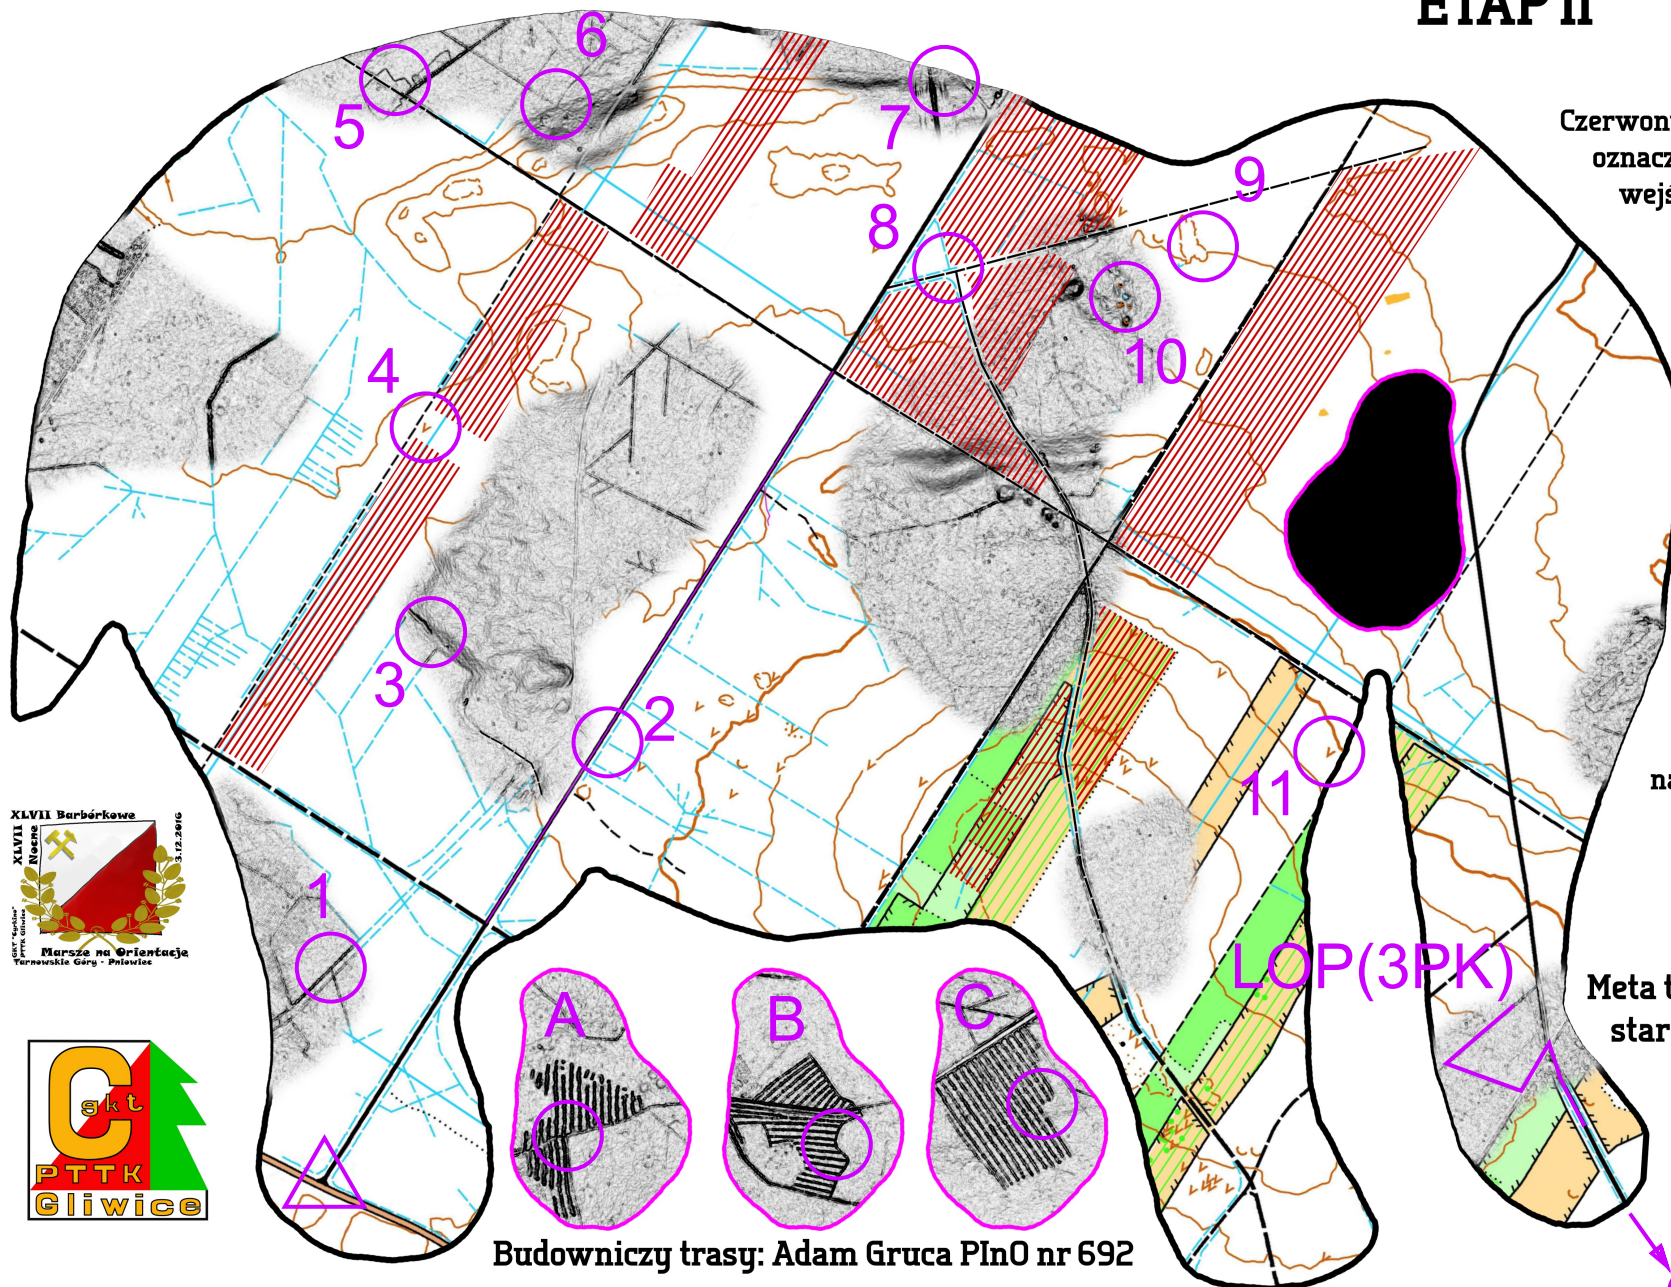 ETAP II
6
5
7
Czerwon
oznacz
wejś
9
8
10
4
3
2
11
na
XLVII Barbórkowe
XLVII
Nocne
3.12.2016
Marsze na Orientację
Tarnowskie Góry - Pniowiec
PTTK Gliwice
1
LOP(3PK)
A
B
C
Meta t
star
C
gkt
PTTK
Gliwice
Budowniczy trasy: Adam Gruca PInO nr 692